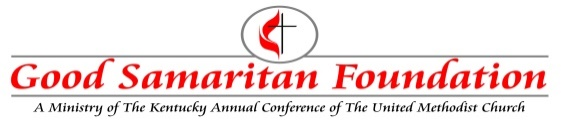 Good Samaritan Foundation
A Ministry of The Kentucky Annual Conference of The United Methodist Church